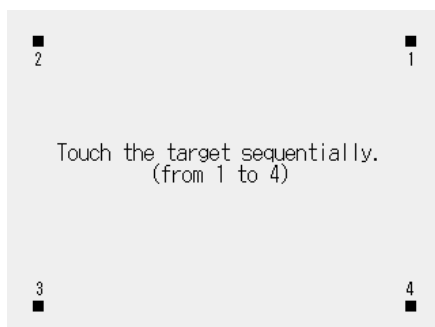 2 1
Touch the target sequentially.
(from 1 to 4)
3 4